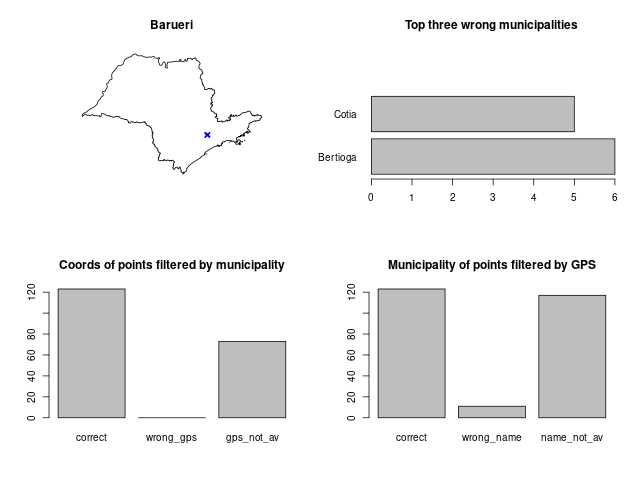 Barueri
Top three wrong municipalities
Cotia
Bertioga
0 1 2 3 4 5 6
Coords of points filtered by municipality
120
80
60
40
20
0
correct wrong_gps gps_not_av
Municipality of points filtered by GPS
120
80
60
40
20
0
correct wrong_name name_not_av